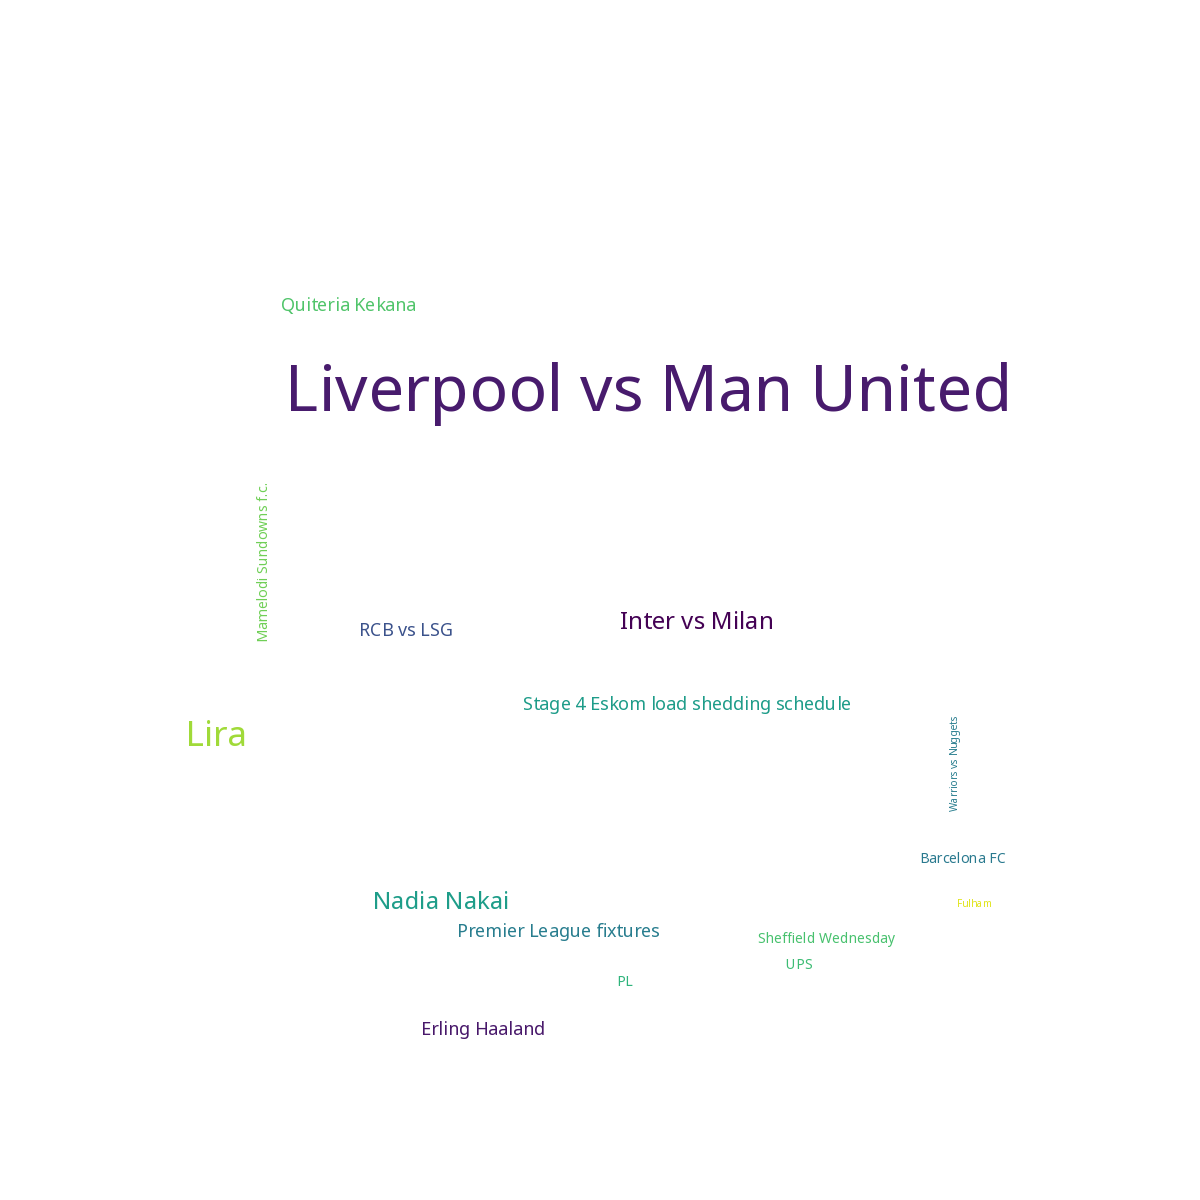 Quiteria Kekana
Liverpool vs Man United
Mamelodi Sundowns f.c.
Inter vs Milan
RCB vs LSG
Stage 4 Eskom load shedding schedule
Lira
Warriors vs Nuggets
Barcelona FC
Nadia Nakai
Fulham
Premier League fixtures
Sheffield Wednesday
UPS
PL
Erling Haaland